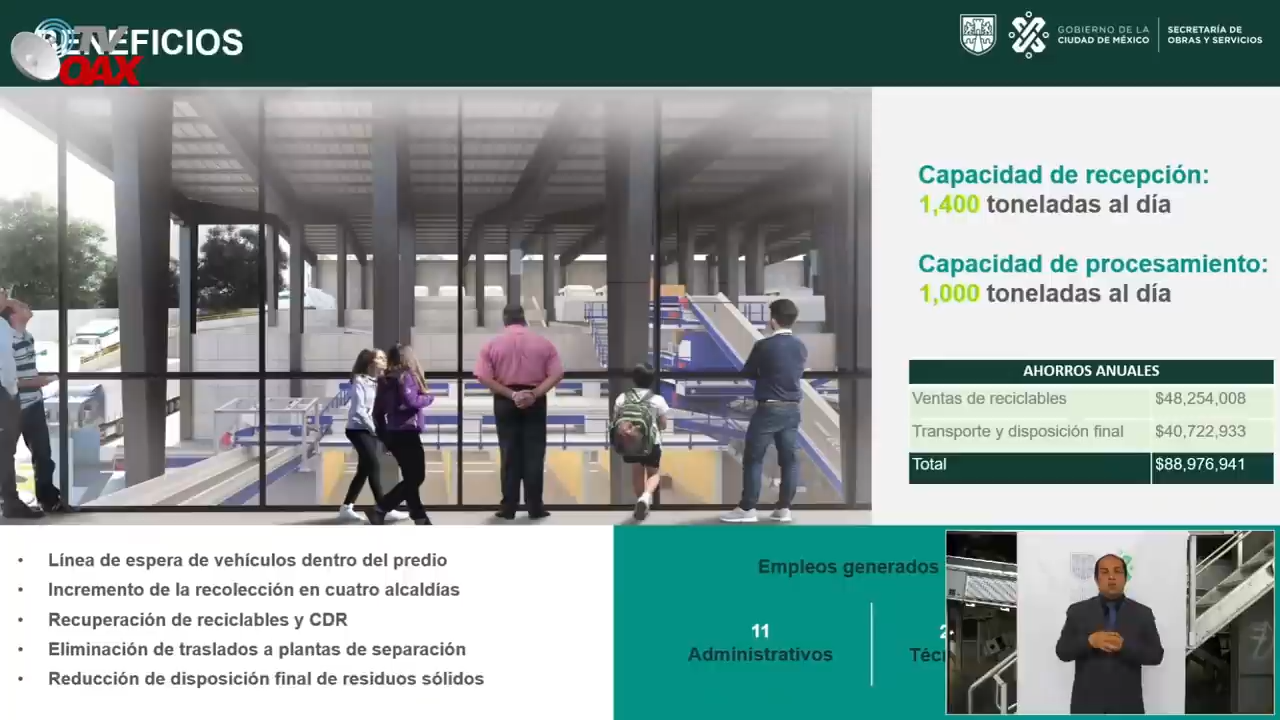 BENEFICIOS
TV
OAX
GOBIERNO DE LA
CIUDAD DE MÉXICO
SECRETARÍA DE
OBRAS Y SERVICIOS
Capacidad de recepción:
1,400 toneladas al día
Capacidad de procesamiento:
1,000 toneladas al día
AHORROS ANUALES
Ventas de reciclables $48,254,008
Transporte y disposición final $40,722,933
Total $88,976,941
• Línea de espera de vehículos dentro del predio
• Incremento de la recolección en cuatro alcaldías
• Recuperación de reciclables y CDR
• Eliminación de traslados a plantas de separación
• Reducción de disposición final de residuos sólidos
Empleos generados
11
Administrativos